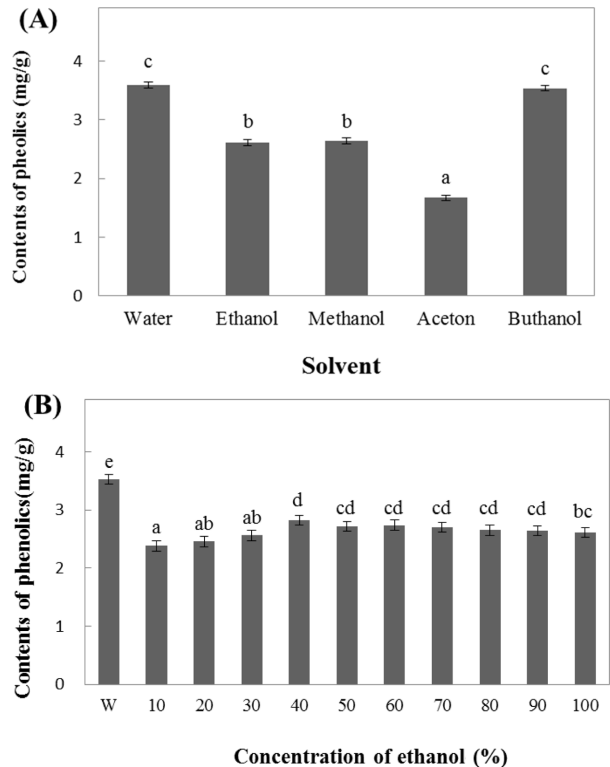 (A)
Contents of pheolics (mg/g)
4
3
2
1
0
c
b
b
a
c
Water Ethanol Methanol Aceton Buthanol
Solvent
(B)
Contents of phenolics(mg/g)
4
3
2
1
0
e
a
ab
ab
d
cd
cd
cd
cd
cd
bc
W 10 20 30 40 50 60 70 80 90 100
Concentration of ethanol (%)